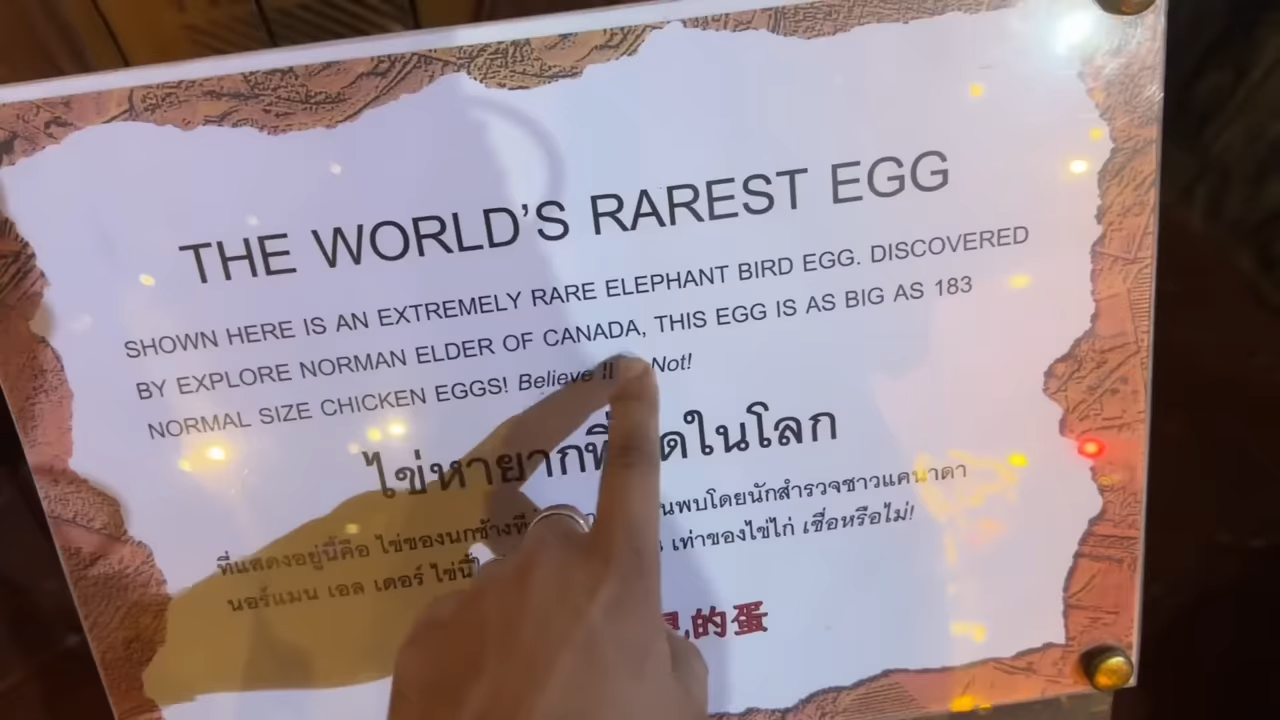 THE WORLD'S RAREST EGG
SHOWN HERE IS AN EXTREMELY RARE ELEPHANT BIRD EGG. DISCOVERED
BY EXPLORE NORMAN ELDER OF CANADA, THIS EGG IS AS BIG AS 183
NORMAL SIZE CHICKEN EGGS! Believe Not!
ไข่หายากที่ดในโลก
ที่แสดงอยู่นี้คือ ไข่ของนกช้างที่ นพบโดยนักสำรวจชาวแคนาดา
นอร์แมน เอล เดอร์ ไข่นี้ เท่าของไข่ไก่ เชื่อหรือไม่!
的蛋